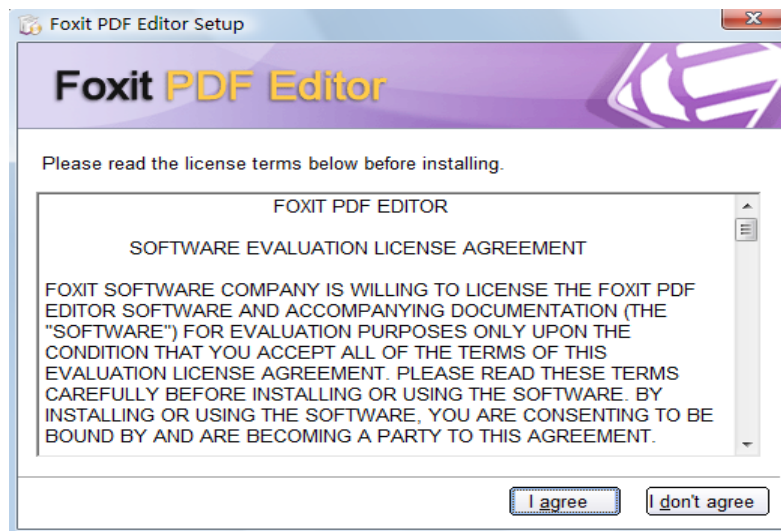 Foxit PDF Editor Setup
Foxit PDF Editor
Please read the license terms below before installing.
FOXIT PDF EDITOR
SOFTWARE EVALUATION LICENSE AGREEMENT
FOXIT SOFTWARE COMPANY IS WILLING TO LICENSE THE FOXIT PDF
EDITOR SOFTWARE AND ACCOMPANYING DOCUMENTATION (THE
"SOFTWARE") FOR EVALUATION PURPOSES ONLY UPON THE
CONDITION THAT YOU ACCEPT ALL OF THE TERMS OF THIS
EVALUATION LICENSE AGREEMENT. PLEASE READ THESE TERMS
CAREFULLY BEFORE INSTALLING OR USING THE SOFTWARE. BY
INSTALLING OR USING THE SOFTWARE, YOU ARE CONSENTING TO BE
BOUND BY AND ARE BECOMING A PARTY TO THIS AGREEMENT.
I agree I don't agree